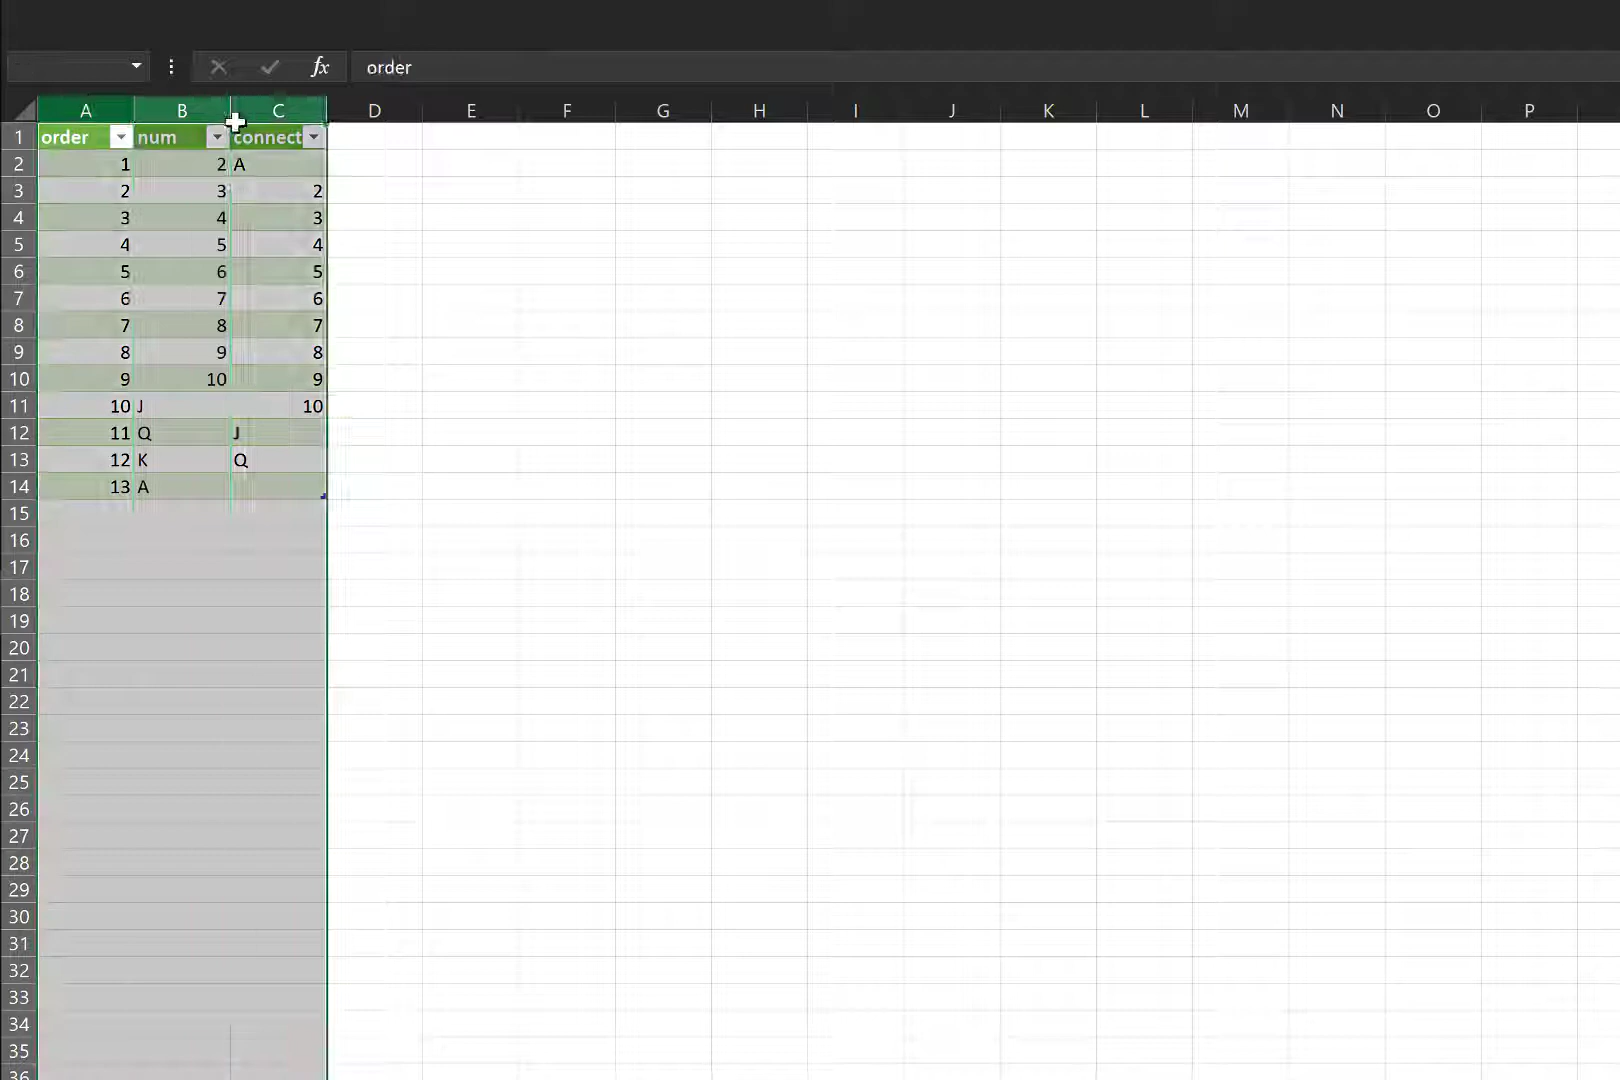 fx order
A B C D E F G H I J K L M N O P
1 order num connect
2 1 2 A
3 2 3 2
4 3 4 3
5 4 5 4
6 5 6 5
7 6 7 6
8 7 8 7
9 8 9 8
10 9 10 9
11 10 J 10
12 11 Q J
13 12 K Q
14 13 A
15
16
17
18
19
20
21
22
23
24
25
26
27
28
29
30
31
32
33
34
35
36